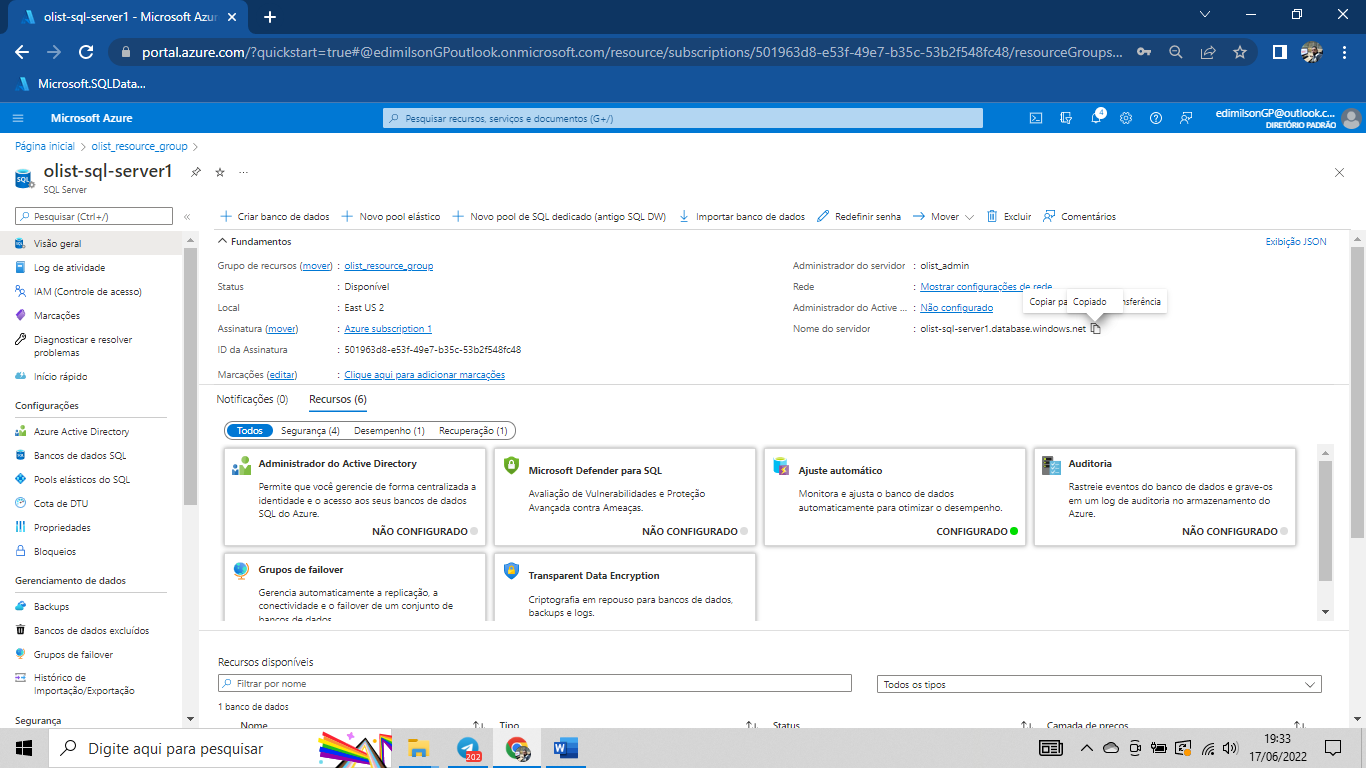 olist-sql-server1 - Microsoft Azur
portal.azure.com/?quickstart=true#@edimilsonGPoutlook.onmicrosoft.com/resource/subscriptions/501963d8-e53f-49e7-b35c-53b2f548fc48/resourceGroups...
Microsoft.SQLData...
Microsoft Azure
Pesquisar recursos, serviços e documentos (G+/)
4
edimilsonGP@outlook.c...
DIRETÓRIO PADRÃO
Página inicial > olist_resource_group >
SQL
olist-sql-server1
...
SQL Server
Pesquisar (Ctrl+/)
«
Criar banco de dados
Novo pool elástico
Novo pool de SQL dedicado (antigo SQL DW)
Importar banco de dados
Redefinir senha
Mover
Excluir
Comentários
Visão geral
Log de atividade
IAM (Controle de acesso)
Marcações
Diagnosticar e resolver
problemas
Início rápido
Configurações
Azure Active Directory
Bancos de dados SQL
Pools elásticos do SQL
Cota de DTU
Propriedades
Bloqueios
Gerenciamento de dados
Backups
Bancos de dados excluídos
Grupos de failover
Histórico de
Importação/Exportação
Segurança
Fundamentos
Exibição JSON
Grupo de recursos (mover) : olist_resource_group
Status : Disponível
Local : East US 2
Assinatura (mover) : Azure subscription 1
ID da Assinatura : 501963d8-e53f-49e7-b35c-53b2f548fc48
Marcações (editar) : Clique aqui para adicionar marcações
Administrador do servidor : olist_admin
Rede : Mostrar configurações de rede
Administrador do Active ... : Não configurado
Copiar pa
Copiado
nsferência
Nome do servidor : olist-sql-server1.database.windows.net
Notificações (0)
Recursos (6)
Todos
Segurança (4)
Desempenho (1)
Recuperação (1)
Administrador do Active Directory
Permite que você gerencie de forma centralizada a
identidade e o acesso aos seus bancos de dados
SQL do Azure.
NÃO CONFIGURADO
Microsoft Defender para SQL
Avaliação de Vulnerabilidades e Proteção
Avançada contra Ameaças.
NÃO CONFIGURADO
Ajuste automático
Monitora e ajusta o banco de dados
automaticamente para otimizar o desempenho.
CONFIGURADO
Auditoria
Rastreie eventos do banco de dados e grave-os
em um log de auditoria no armazenamento do
Azure.
NÃO CONFIGURADO
Grupos de failover
Gerencia automaticamente a replicação, a
conectividade e o failover de um conjunto de
bancos de dados
Transparent Data Encryption
Criptografia em repouso para bancos de dados,
backups e logs.
Recursos disponíveis
Filtrar por nome
Todos os tipos
1 banco de dados
Nome
Tipo
Status
Camada de preços
Digite aqui para pesquisar
202
19:33
17/06/2022